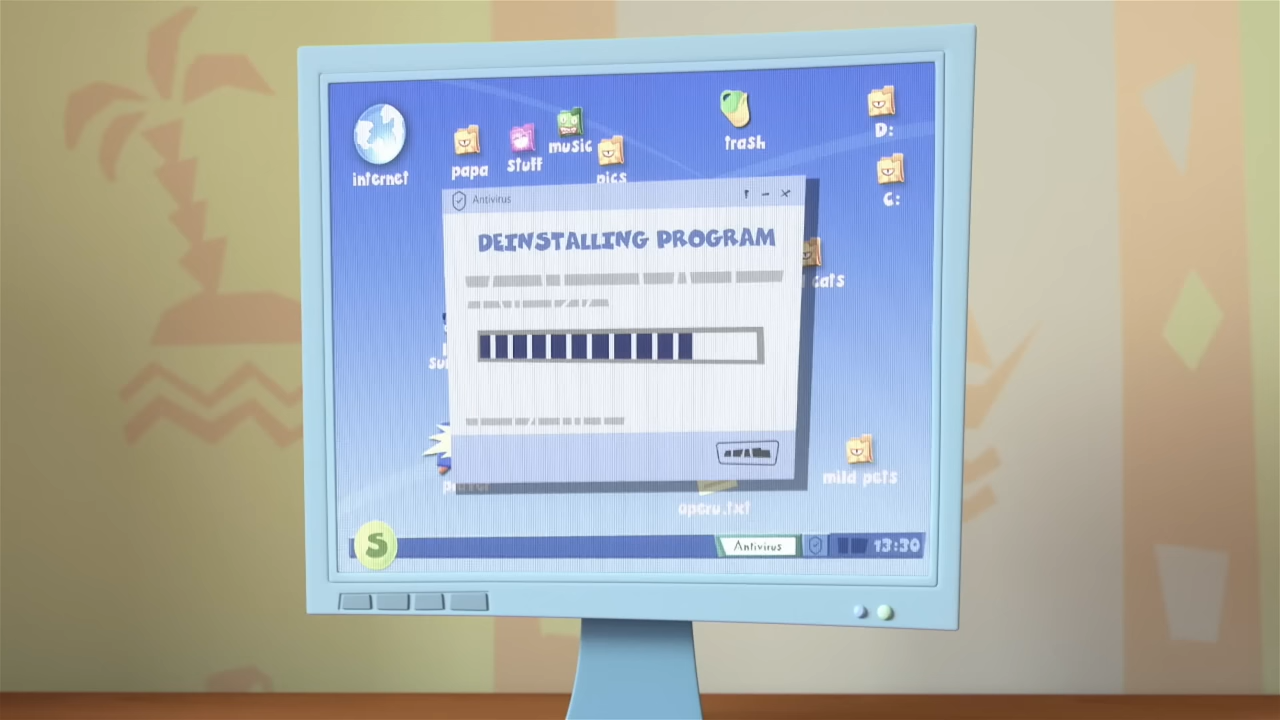 internet
papa
stuff
music
pics
trash
D:
C:
Antivirus
DEINSTALLING PROGRAM
cats
mild pets
S
Antivirus
13:30